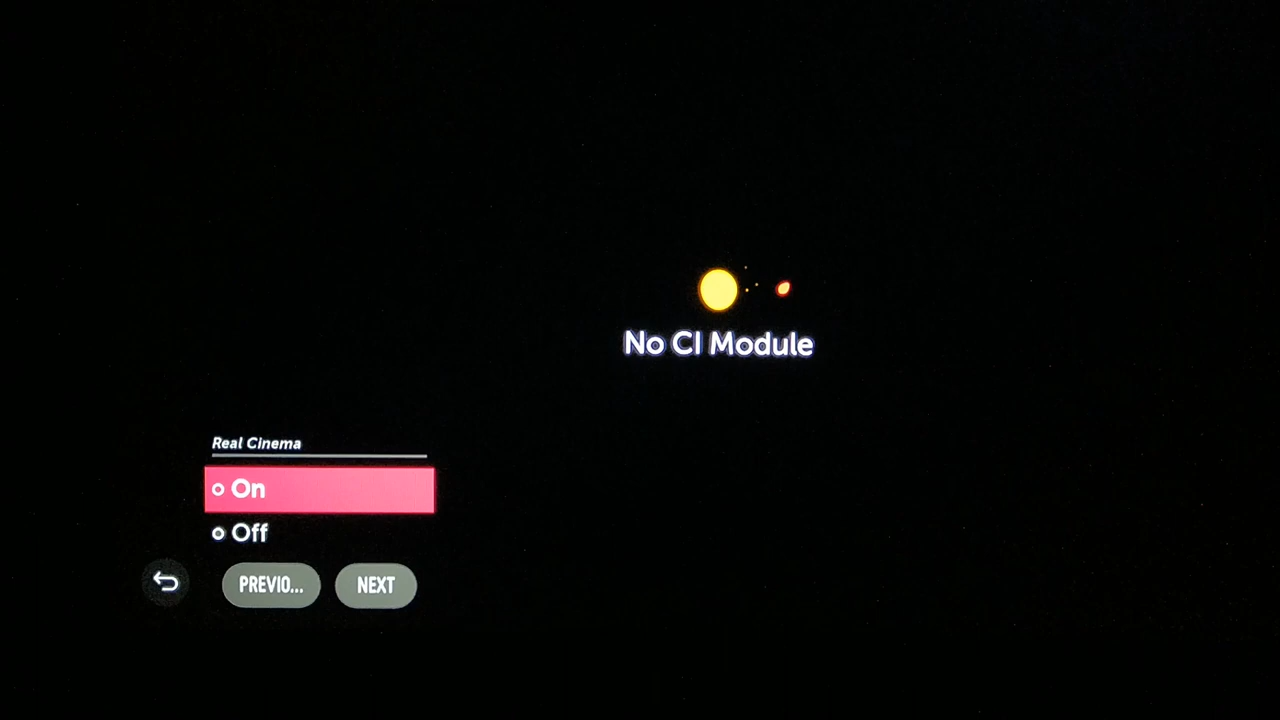 No CI Module
Real Cinema
On
Off
PREVIO...
NEXT